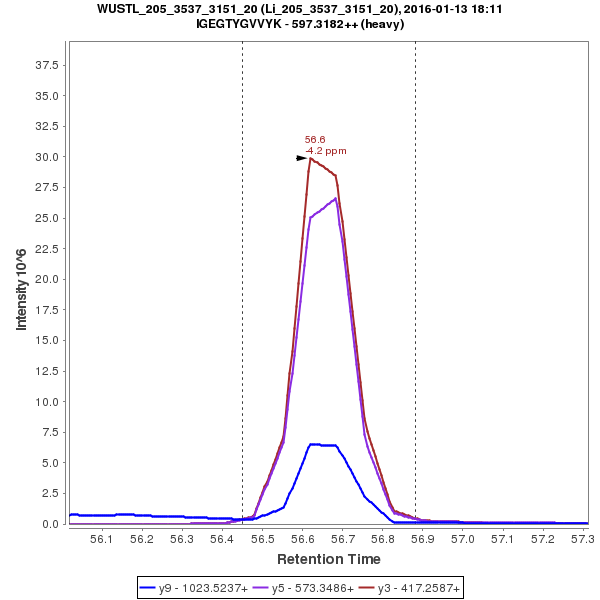 WUSTL_205_3537_3151_20 (Li_205_3537_3151_20), 2016-01-13 18:11
IGEGTYGVVYK - 597.3182++ (heavy)
37.5
35.0
32.5
30.0
27.5
25.0
22.5
20.0
17.5
15.0
12.5
10.0
7.5
5.0
2.5
0.0
Intensity 10^6
56.6
-4.2 ppm
56.1 56.2 56.3 56.4 56.5 56.6 56.7 56.8 56.9 57.0 57.1 57.2 57.3
Retention Time
y9 - 1023.5237+ y5 - 573.3486+ y3 - 417.2587+